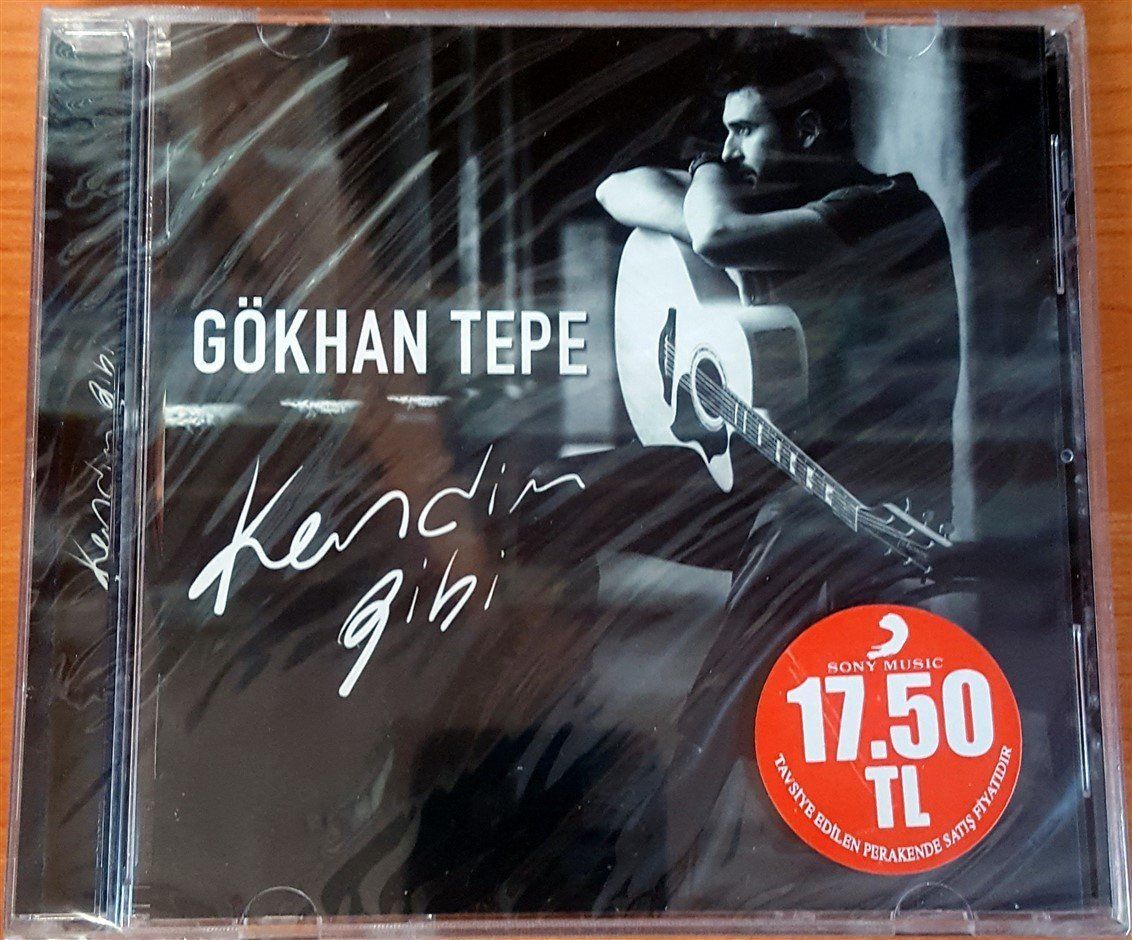 GÖKHAN TEPE
Kendim
gibi
Kendim gibi
SONY MUSIC
17.50
TL
TAVSİYE EDİLEN PERAKENDE SATIŞ FİYATIDIR